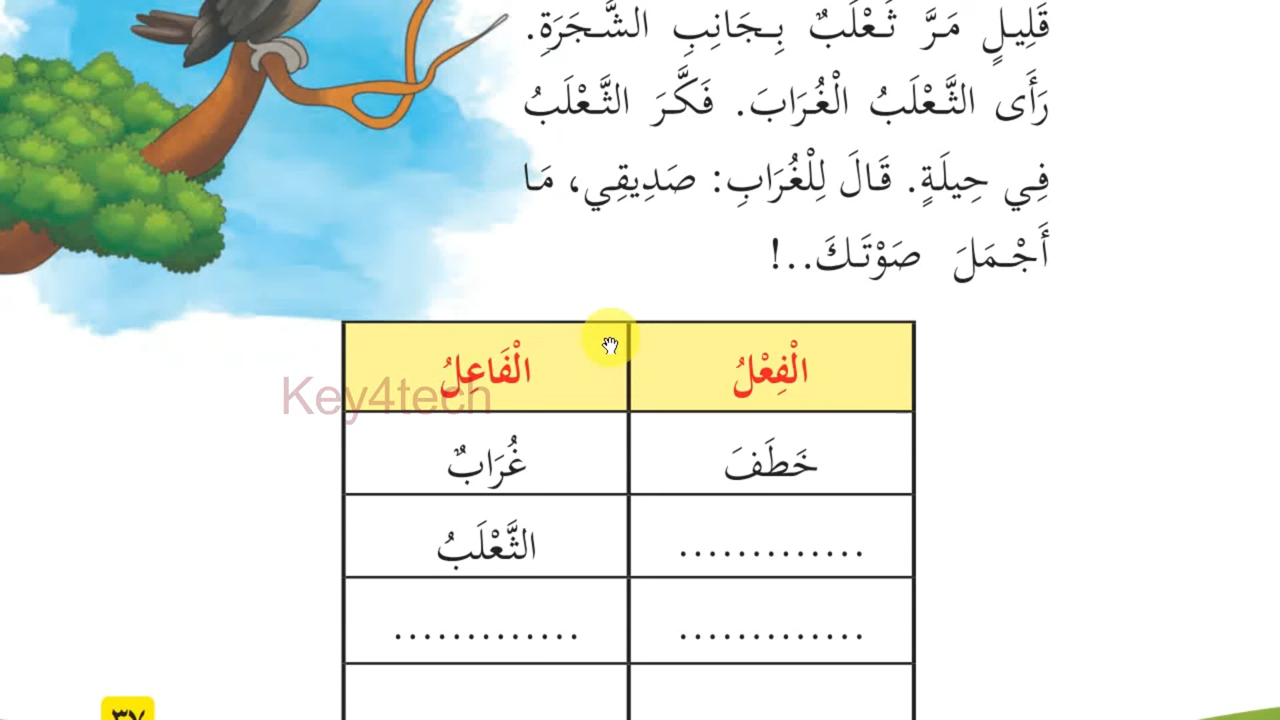 قَلِيلٍ مَرَّ ثَعْلَبٌ بِجَانِبِ الشَّجَرَةِ.
رَأَى الثَّعْلَبُ الْغُرَابَ. فَكَّرَ الثَّعْلَبُ
فِي حِيلَةٍ. قَالَ لِلْغُرَابِ: صَدِيقِي، مَا
أَجْمَلَ صَوْتَكَ..!
الْفِعْلُ الْفَاعِلُ
Key4tech
خَطَفَ غُرَابٌ
............. الثَّعْلَبُ
............. .............
٣٧